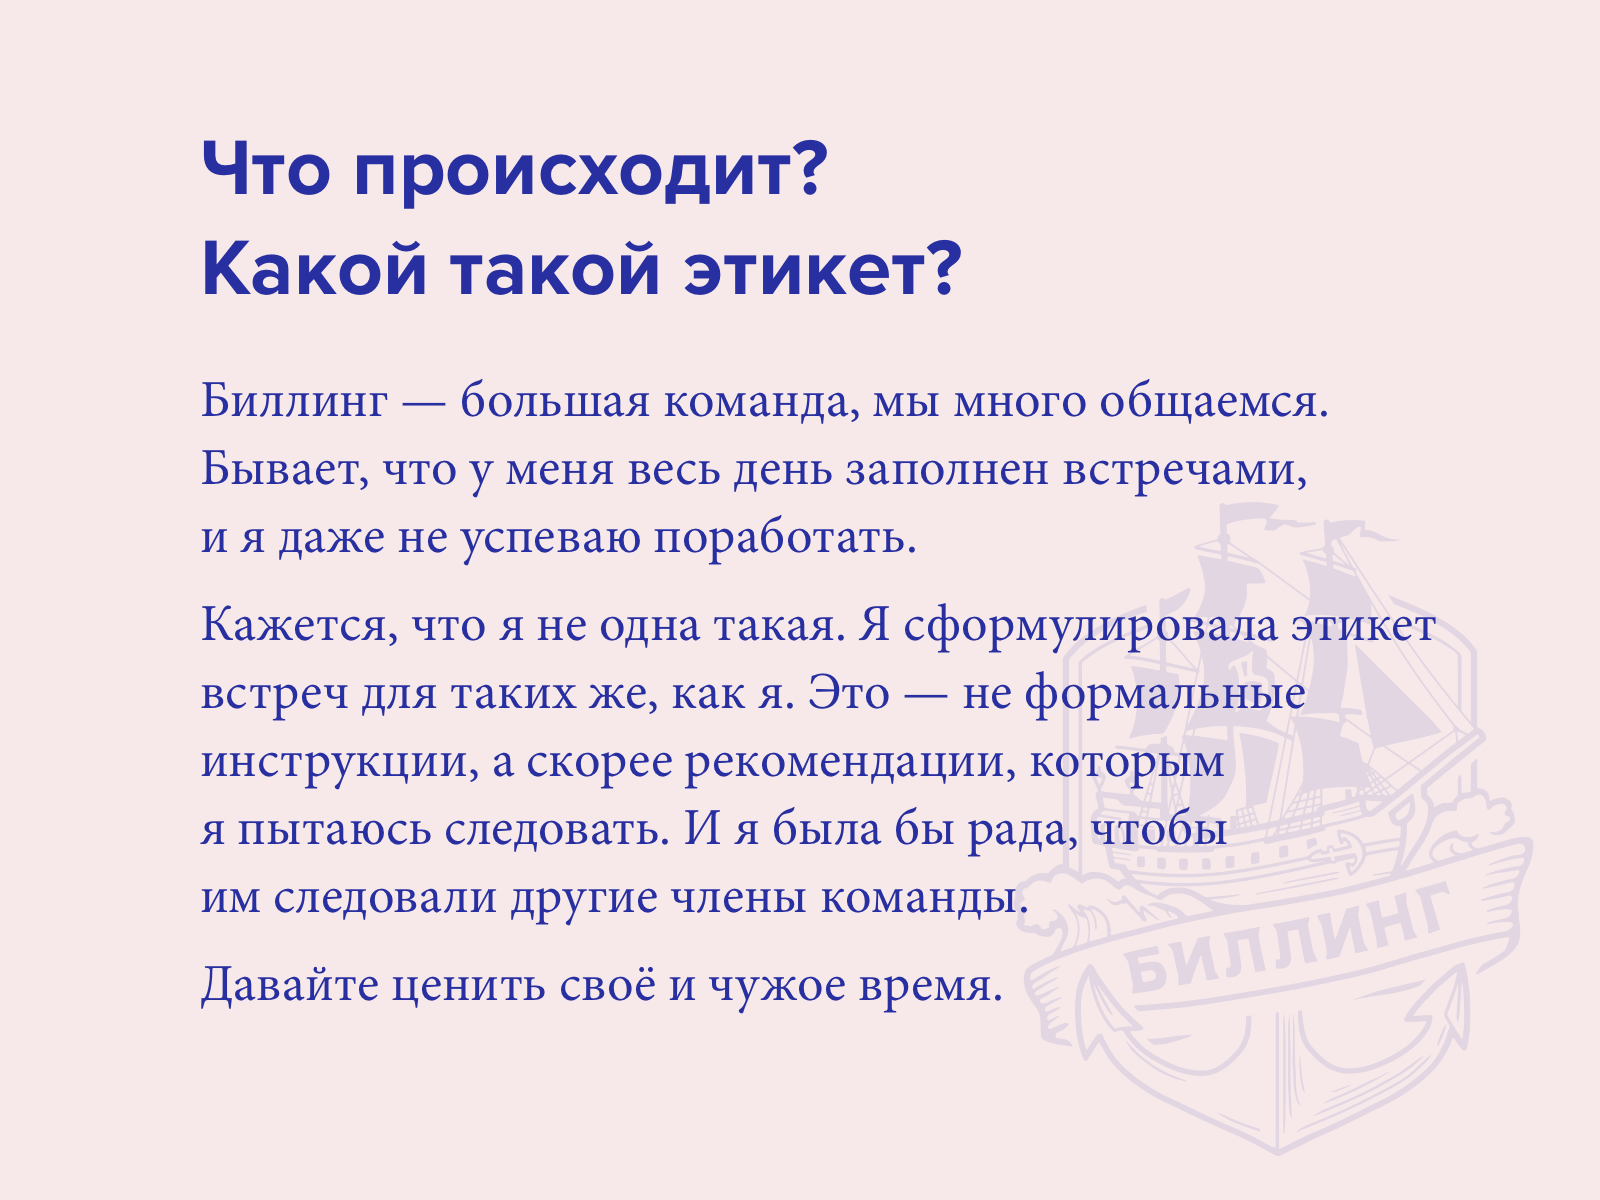 Что происходит?
Какой такой этикет?
Биллинг — большая команда, мы много общаемся.
Бывает, что у меня весь день заполнен встречами,
и я даже не успеваю поработать.
Кажется, что я не одна такая. Я сформулировала этикет
встреч для таких же, как я. Это — не формальные
инструкции, а скорее рекомендации, которым
я пытаюсь следовать. И я была бы рада, чтобы
им следовали другие члены команды.
Давайте ценить своё и чужое время.
БИЛЛИНГ